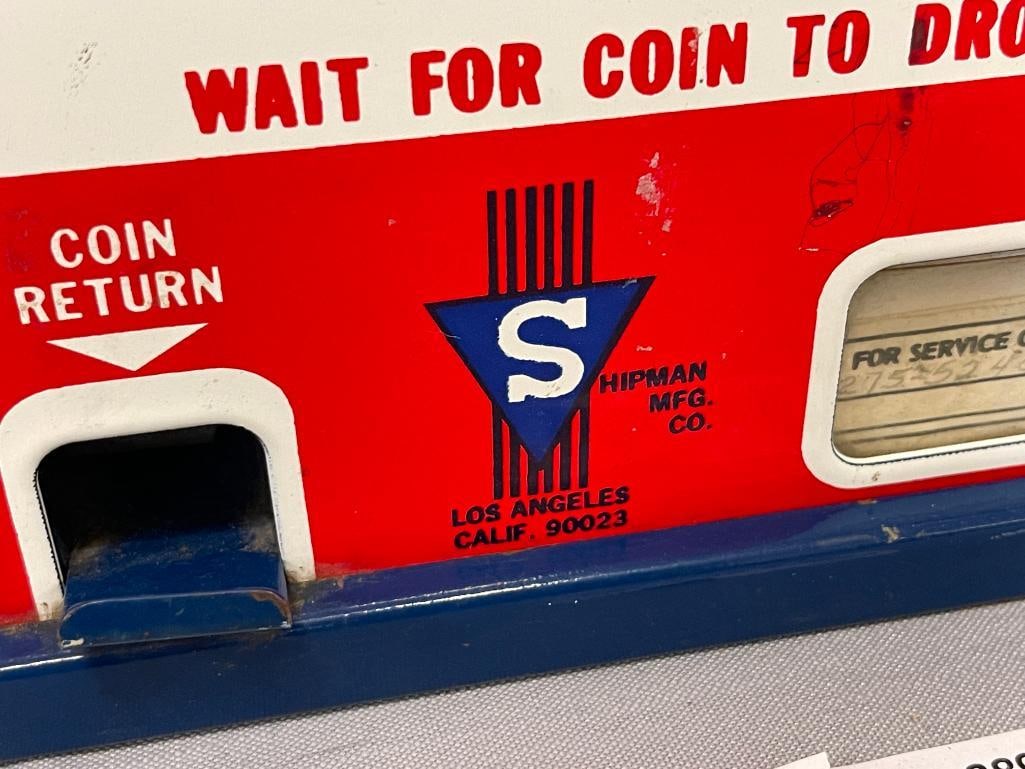 WAIT FOR COIN TO DRO
COIN
RETURN
S
HIPMAN
MFG.
CO.
LOS ANGELES
CALIF. 90023
FOR SERVICE